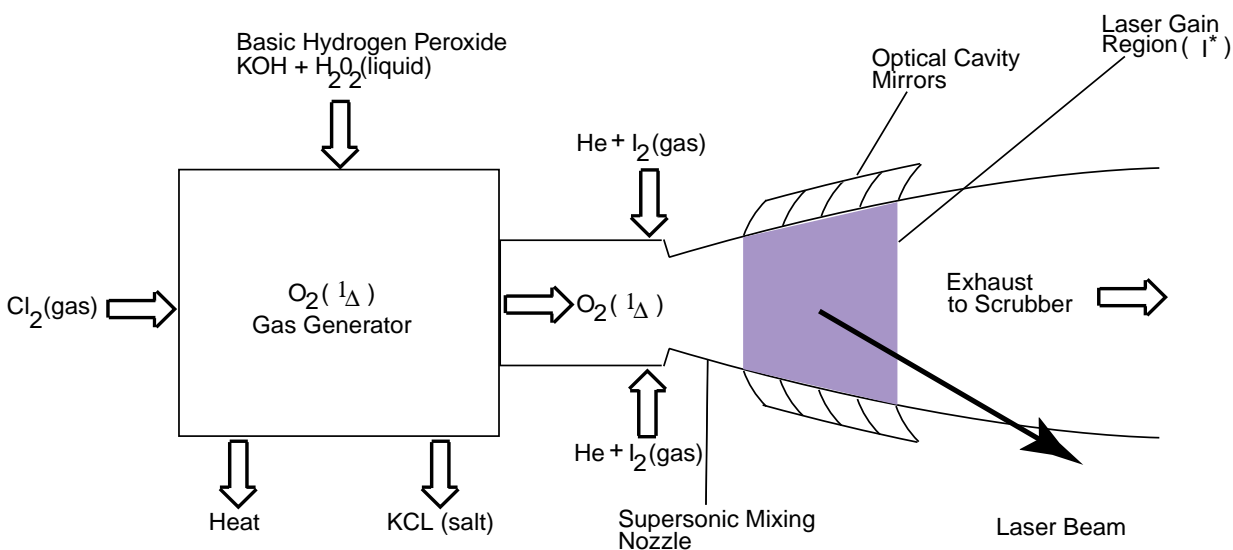 Laser Gain
Region ( I*)
Basic Hydrogen Peroxide
KOH + H202(liquid)
Optical Cavity
Mirrors
He + I2(gas)
Cl2(gas)
O2( 1Δ)
Gas Generator
O2( 1Δ)
Exhaust
to Scrubber
He + I2(gas)
Heat
KCL (salt)
Supersonic Mixing
Nozzle
Laser Beam